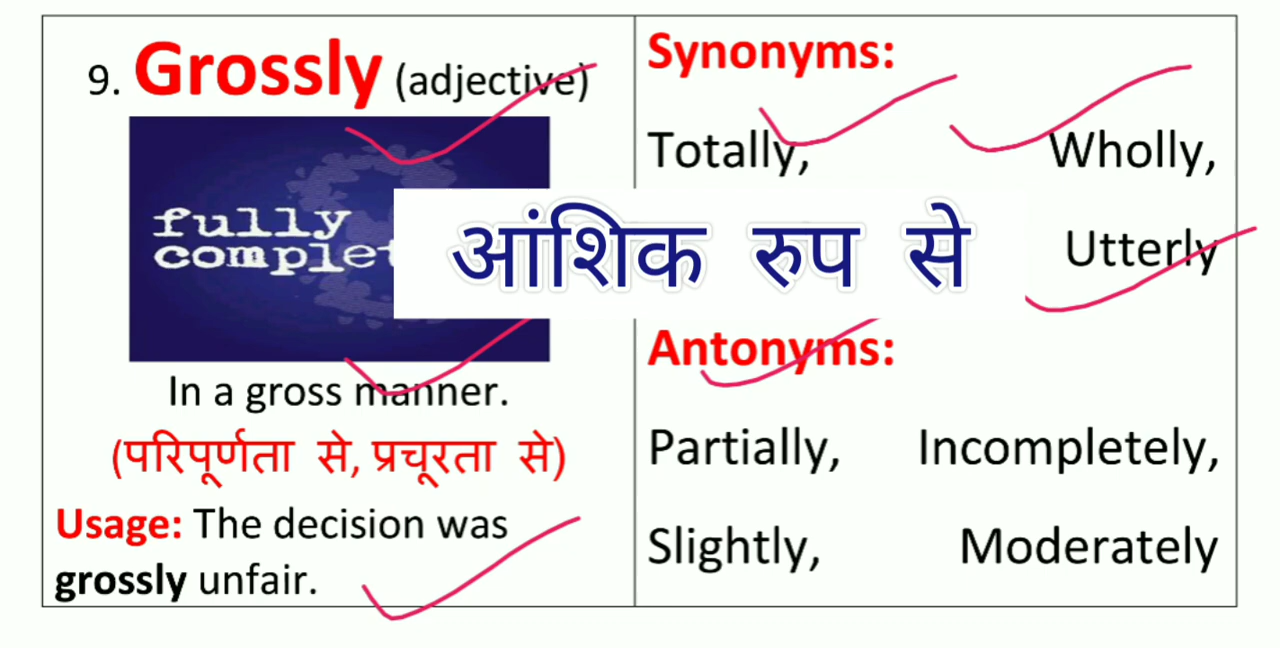 9. Grossly (adjective)
fully
complet
In a gross manner.
(परिपूर्णता से, प्रचूरता से)
Usage: The decision was
grossly unfair.
Synonyms:
Totally, Wholly,
Utterly
आंशिक रुप से
Antonyms:
Partially, Incompletely,
Slightly, Moderately